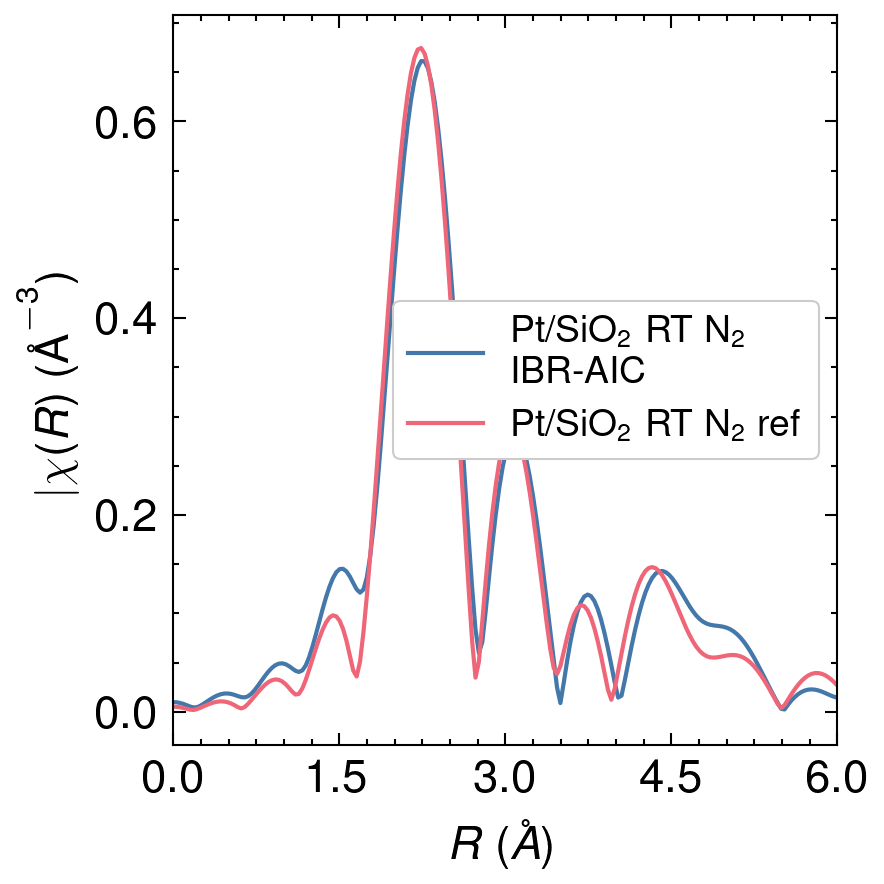 0.6
0.4
0.2
0.0
|χ(R) (Å⁻³)
Pt/SiO₂ RT N₂
IBR-AIC
Pt/SiO₂ RT N₂ ref
0.0 1.5 3.0 4.5 6.0
R (Å)